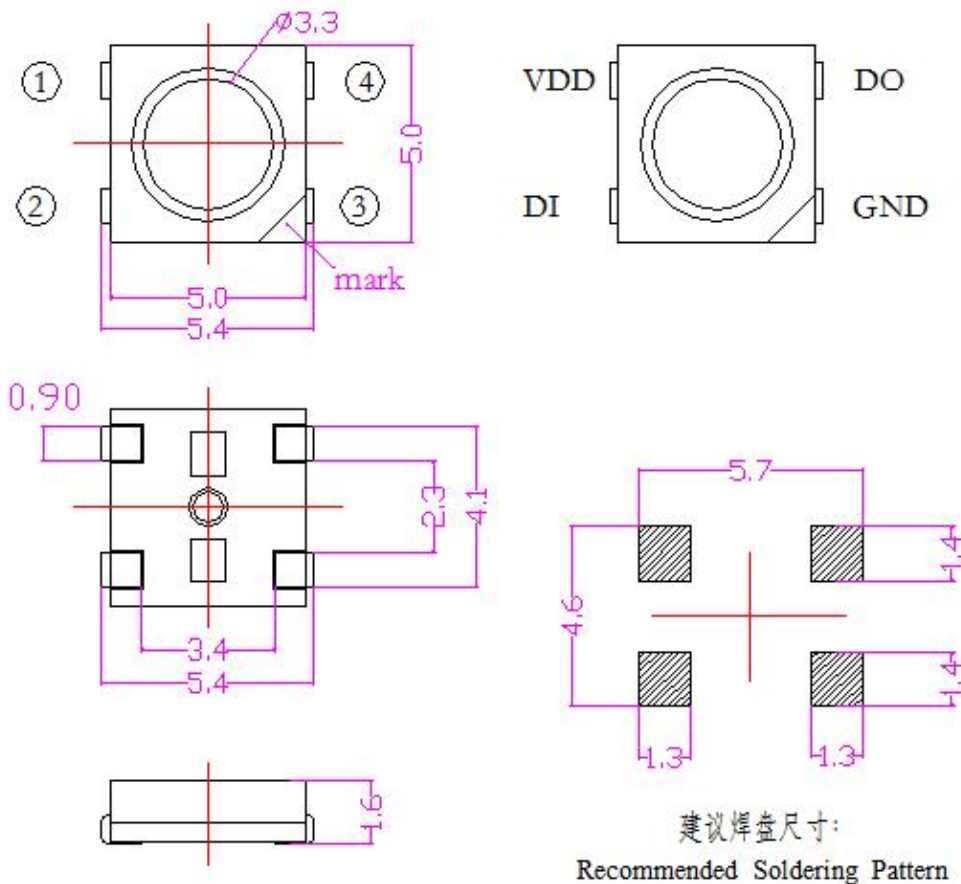 ø3.3
① ④
② ③
5.0
mark
5.0
5.4
VDD DO
DI GND
0.90
2.3
4.1
3.4
5.4
5.7
1.4
4.6
1.4
1.3 1.3
1.6
建议焊盘尺寸:
Recommended Soldering Pattern